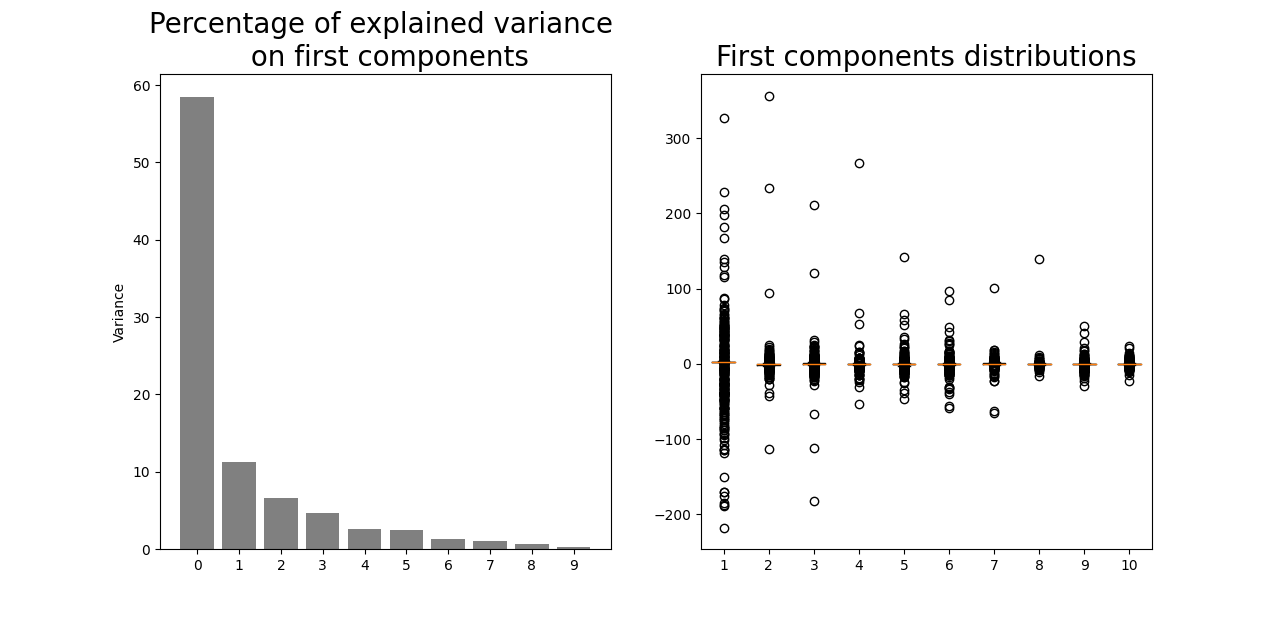 Percentage of explained variance
on first components
Variance
60
50
40
30
20
10
0
0 1 2 3 4 5 6 7 8 9
First components distributions
300
200
100
0
−100
−200
1 2 3 4 5 6 7 8 9 10